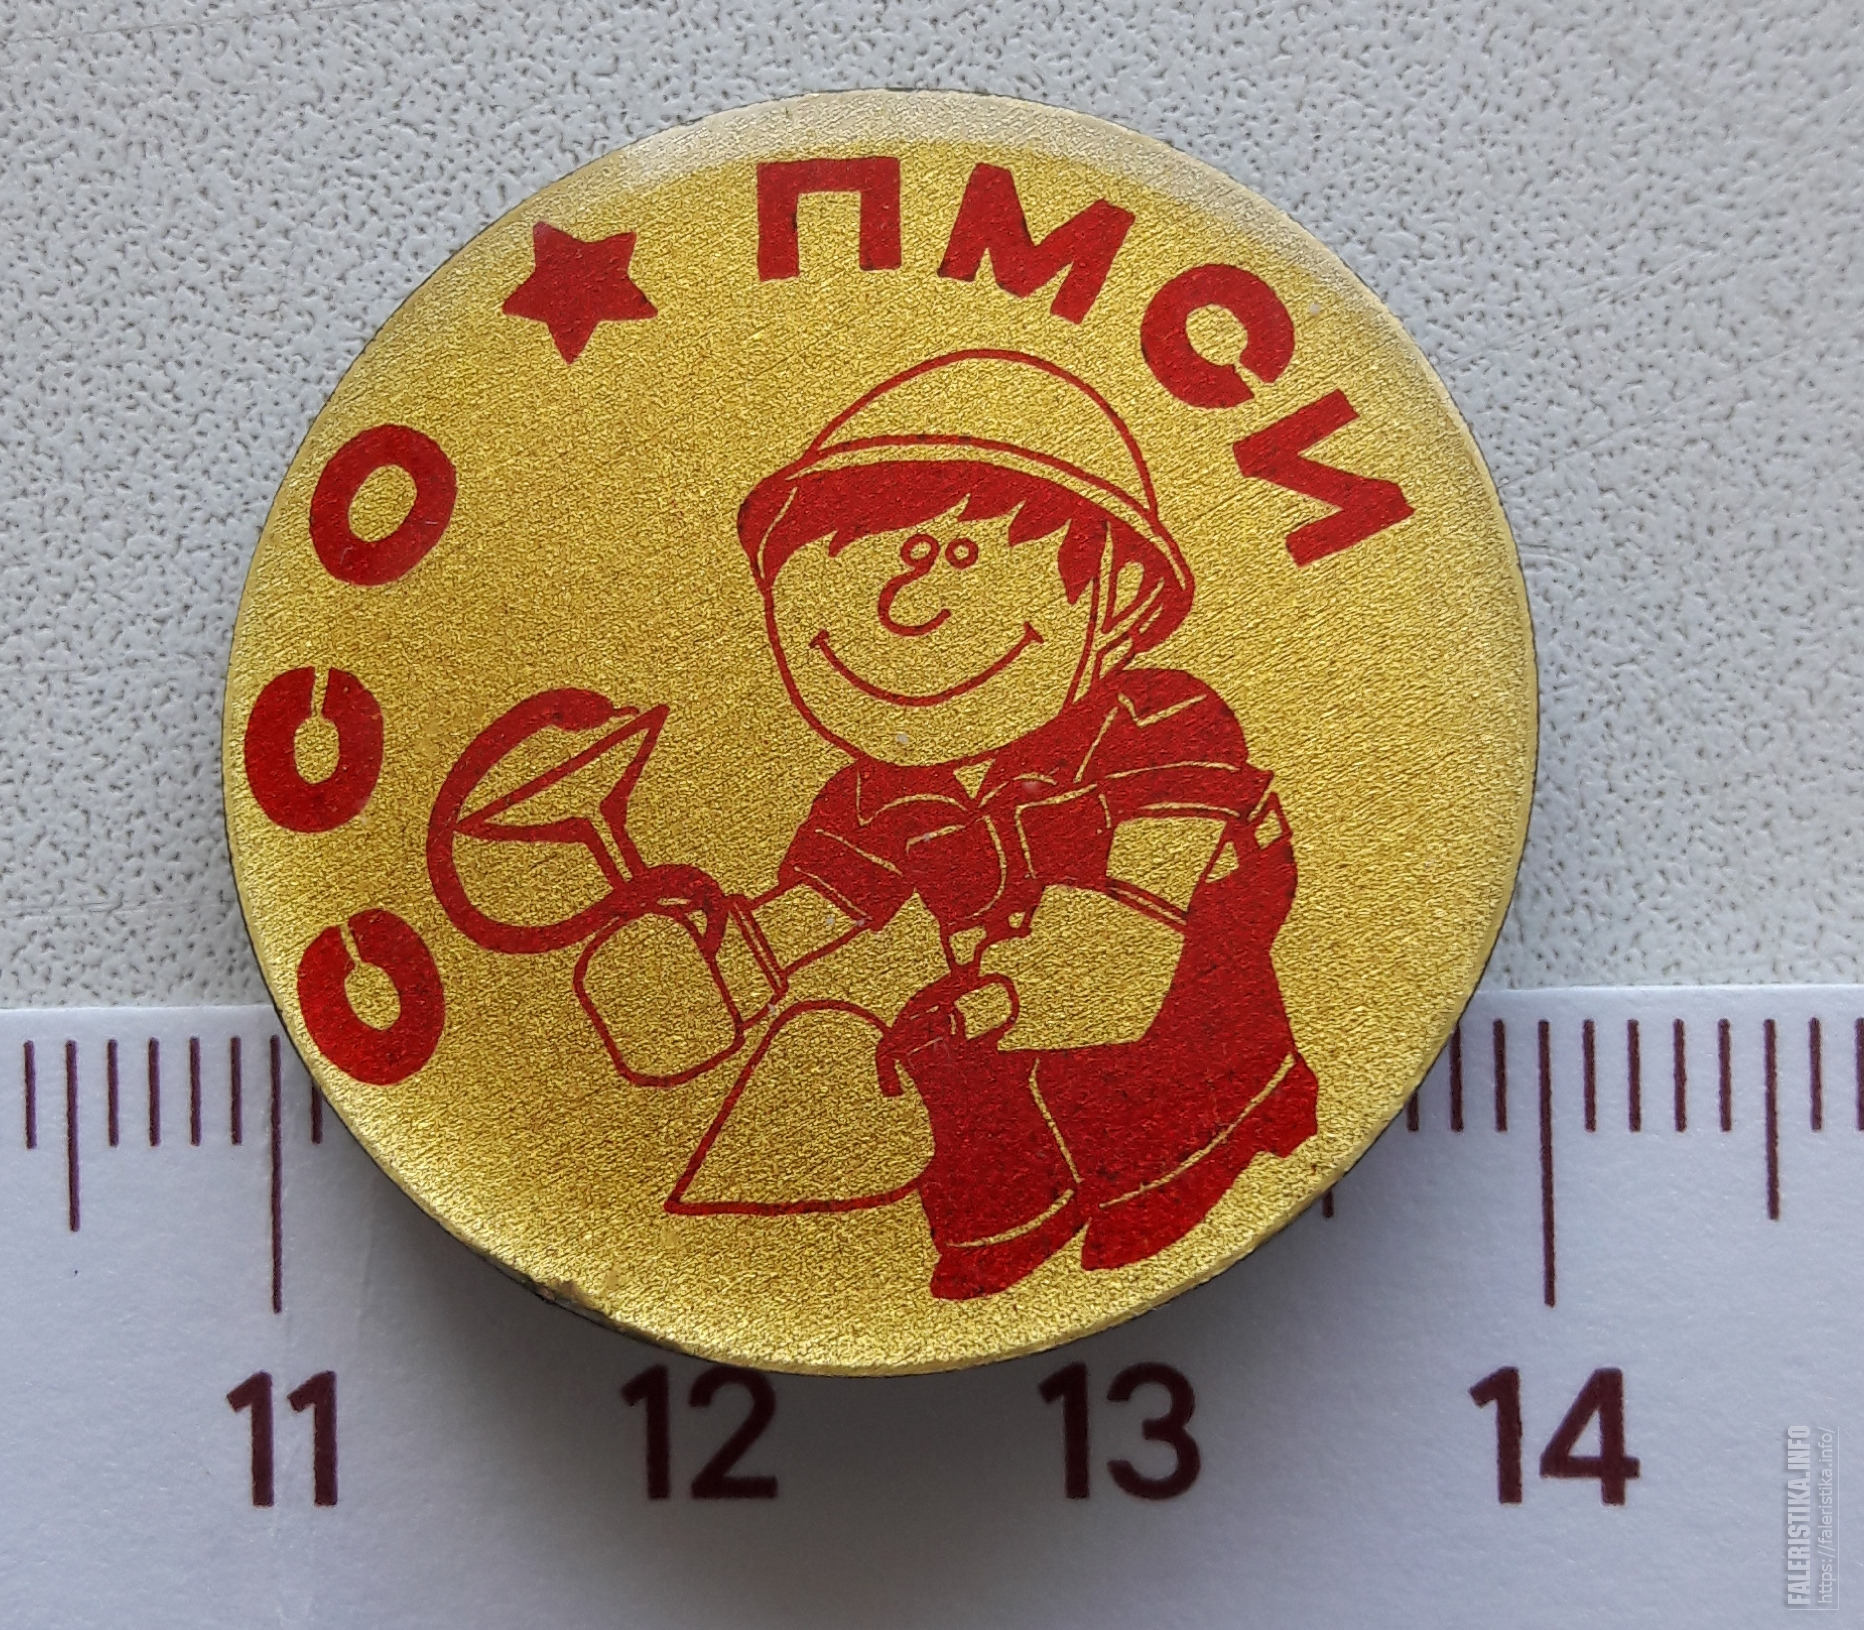 ССО ★ ПМСИ
11 12 13 14
FALERISTIKA.INFO
https://faleristika.info/